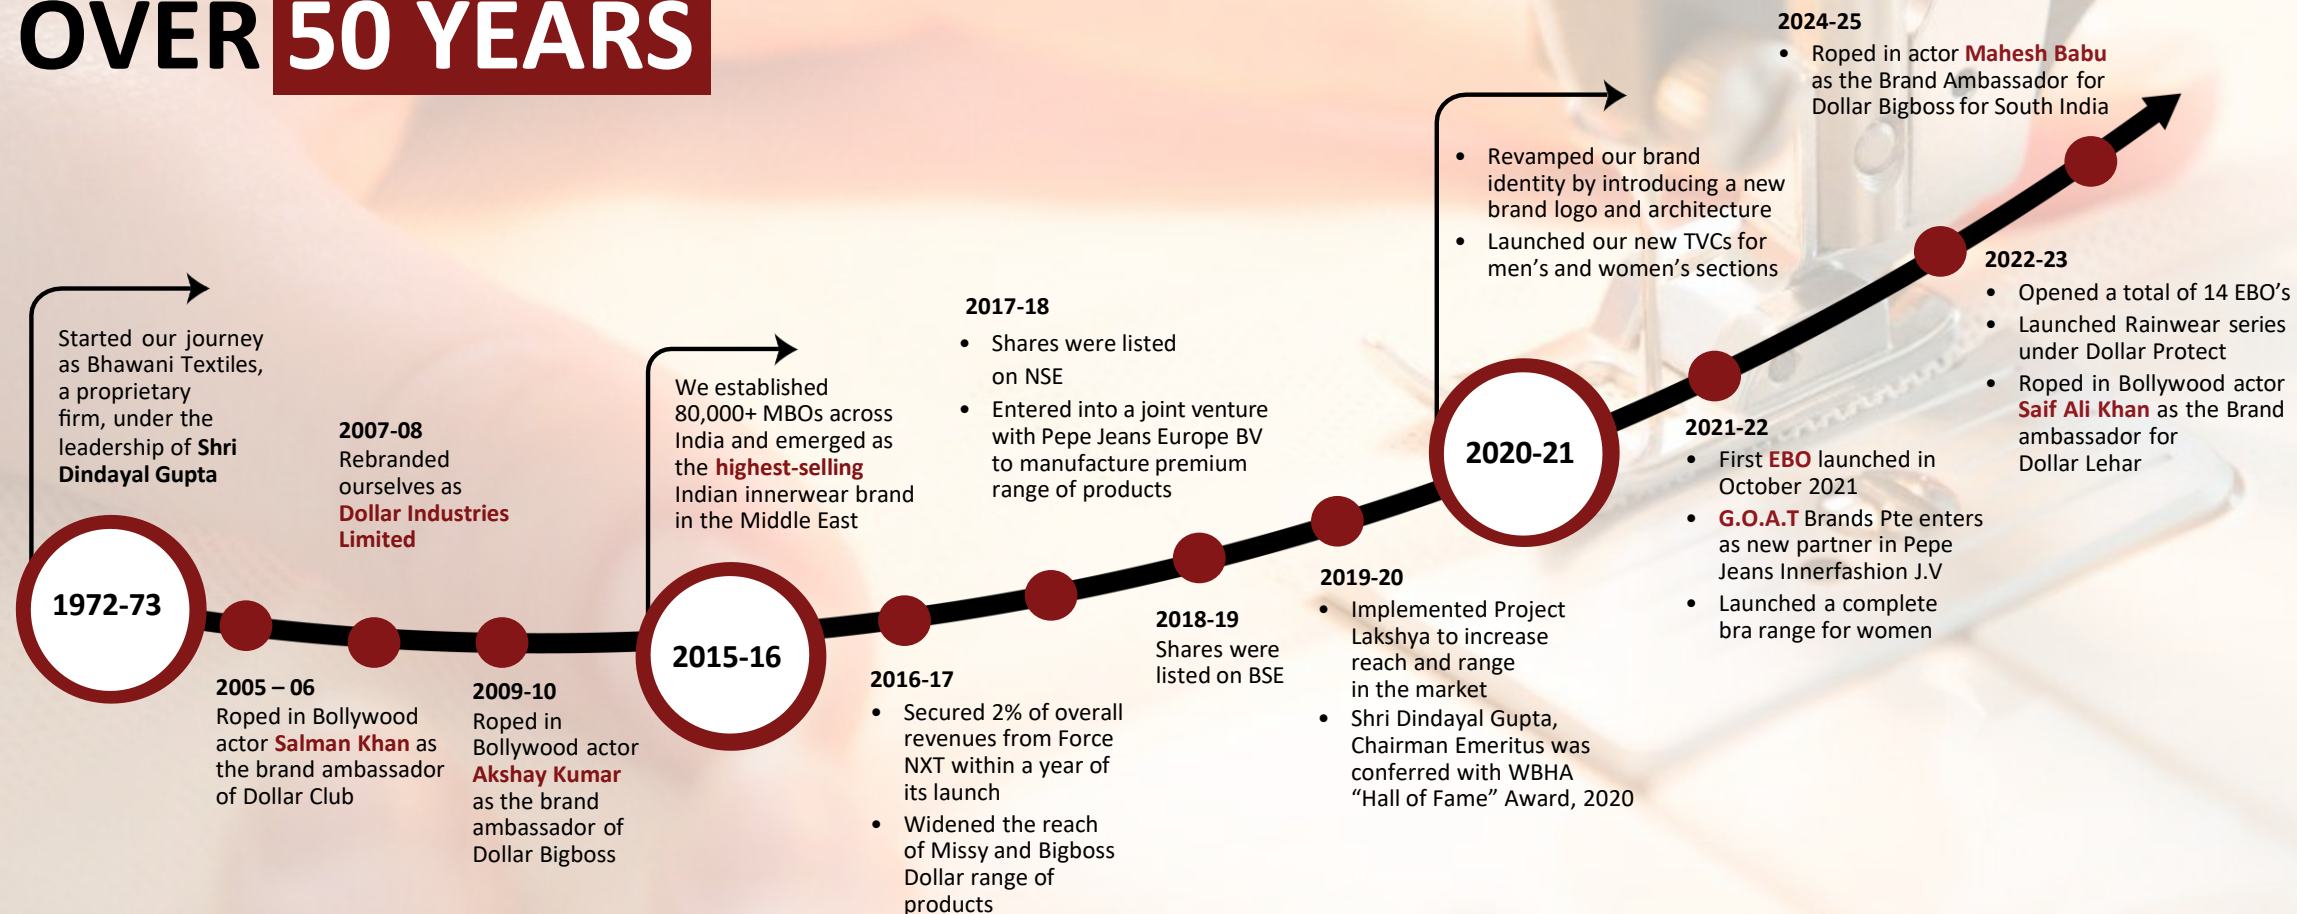 OVER 50 YEARS
1972-73
Started our journey
as Bhawani Textiles,
a proprietary
firm, under the
leadership of Shri
Dindayal Gupta
2005 – 06
Roped in Bollywood
actor Salman Khan as
the brand ambassador
of Dollar Club
2007-08
Rebranded
ourselves as
Dollar Industries
Limited
2009-10
Roped in
Bollywood actor
Akshay Kumar
as the brand
ambassador of
Dollar Bigboss
2015-16
We established
80,000+ MBOs across
India and emerged as
the highest-selling
Indian innerwear brand
in the Middle East
2016-17
• Secured 2% of overall
revenues from Force
NXT within a year of
its launch
• Widened the reach
of Missy and Bigboss
Dollar range of
products
2017-18
• Shares were listed
on NSE
• Entered into a joint venture
with Pepe Jeans Europe BV
to manufacture premium
range of products
2018-19
Shares were
listed on BSE
2019-20
• Implemented Project
Lakshya to increase
reach and range
in the market
• Shri Dindayal Gupta,
Chairman Emeritus was
conferred with WBHA
“Hall of Fame” Award, 2020
2020-21
• Revamped our brand
identity by introducing a new
brand logo and architecture
• Launched our new TVCs for
men’s and women’s sections
2021-22
• First EBO launched in
October 2021
• G.O.A.T Brands Pte enters
as new partner in Pepe
Jeans Innerfashion J.V
• Launched a complete
bra range for women
2022-23
• Opened a total of 14 EBO’s
• Launched Rainwear series
under Dollar Protect
• Roped in Bollywood actor
Saif Ali Khan as the Brand
ambassador for
Dollar Lehar
2024-25
• Roped in actor Mahesh Babu
as the Brand Ambassador for
Dollar Bigboss for South India